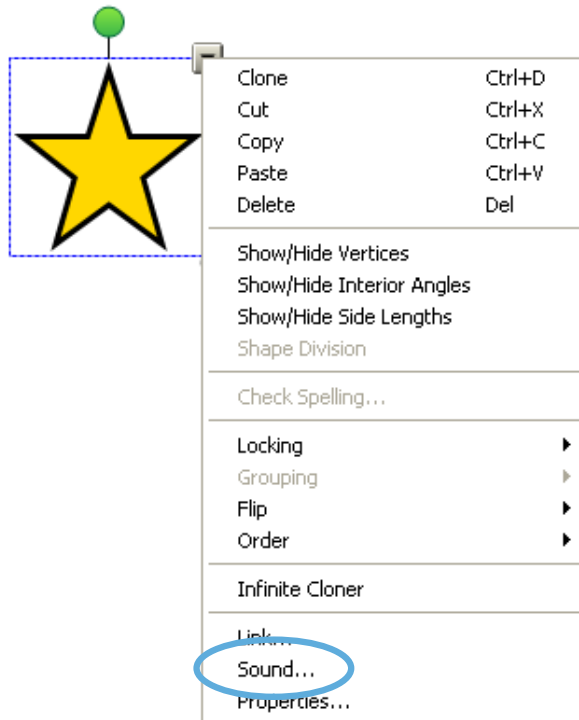 Clone Ctrl+D
Cut Ctrl+X
Copy Ctrl+C
Paste Ctrl+V
Delete Del
Show/Hide Vertices
Show/Hide Interior Angles
Show/Hide Side Lengths
Shape Division
Check Spelling...
Locking
Grouping
Flip
Order
Infinite Cloner
Link...
Sound...
Properties...